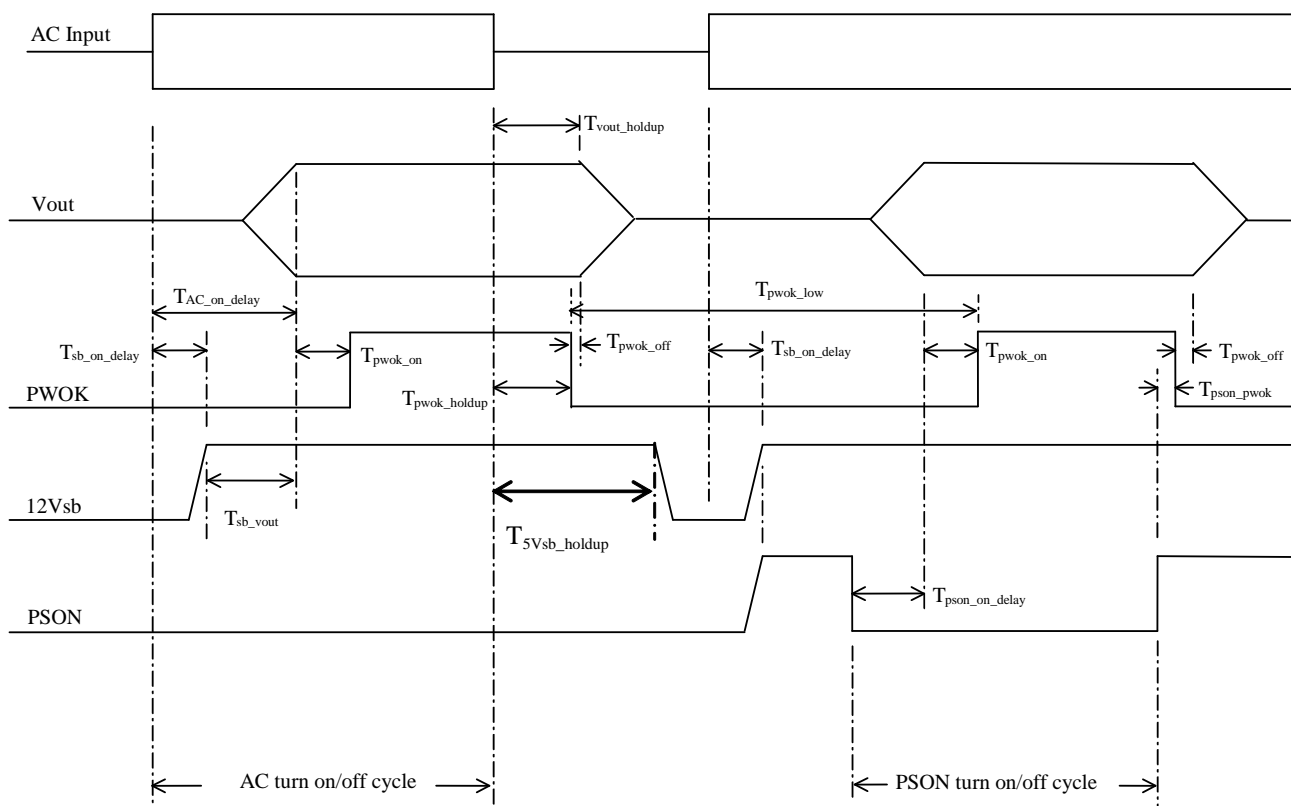 AC Input
Tvout_holdup
Vout
TAC_on_delay
Tpwok_low
Tsb_on_delay
Tpwok_on
Tpwok_off
Tsb_on_delay
Tpwok_on
Tpwok_off
PWOK
Tpwok_holdup
Tpson_pwok
12Vsb
Tsb_vout
T5Vsb_holdup
Tpson_on_delay
PSON
AC turn on/off cycle
PSON turn on/off cycle